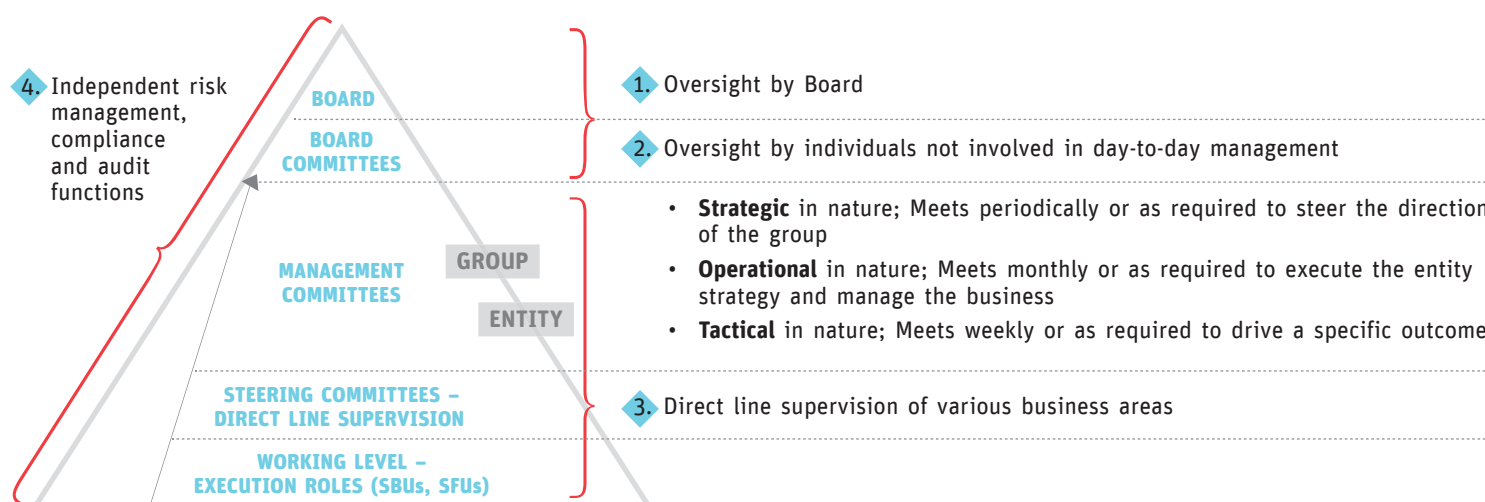 4. Independent risk
management,
compliance
and audit
functions
BOARD
BOARD
COMMITTEES
MANAGEMENT
COMMITTEES
GROUP
ENTITY
STEERING COMMITTEES –
DIRECT LINE SUPERVISION
WORKING LEVEL –
EXECUTION ROLES (SBUs, SFUs)
1. Oversight by Board
2. Oversight by individuals not involved in day-to-day management
• Strategic in nature; Meets periodically or as required to steer the direction
of the group
• Operational in nature; Meets monthly or as required to execute the entity
strategy and manage the business
• Tactical in nature; Meets weekly or as required to drive a specific outcome
3. Direct line supervision of various business areas